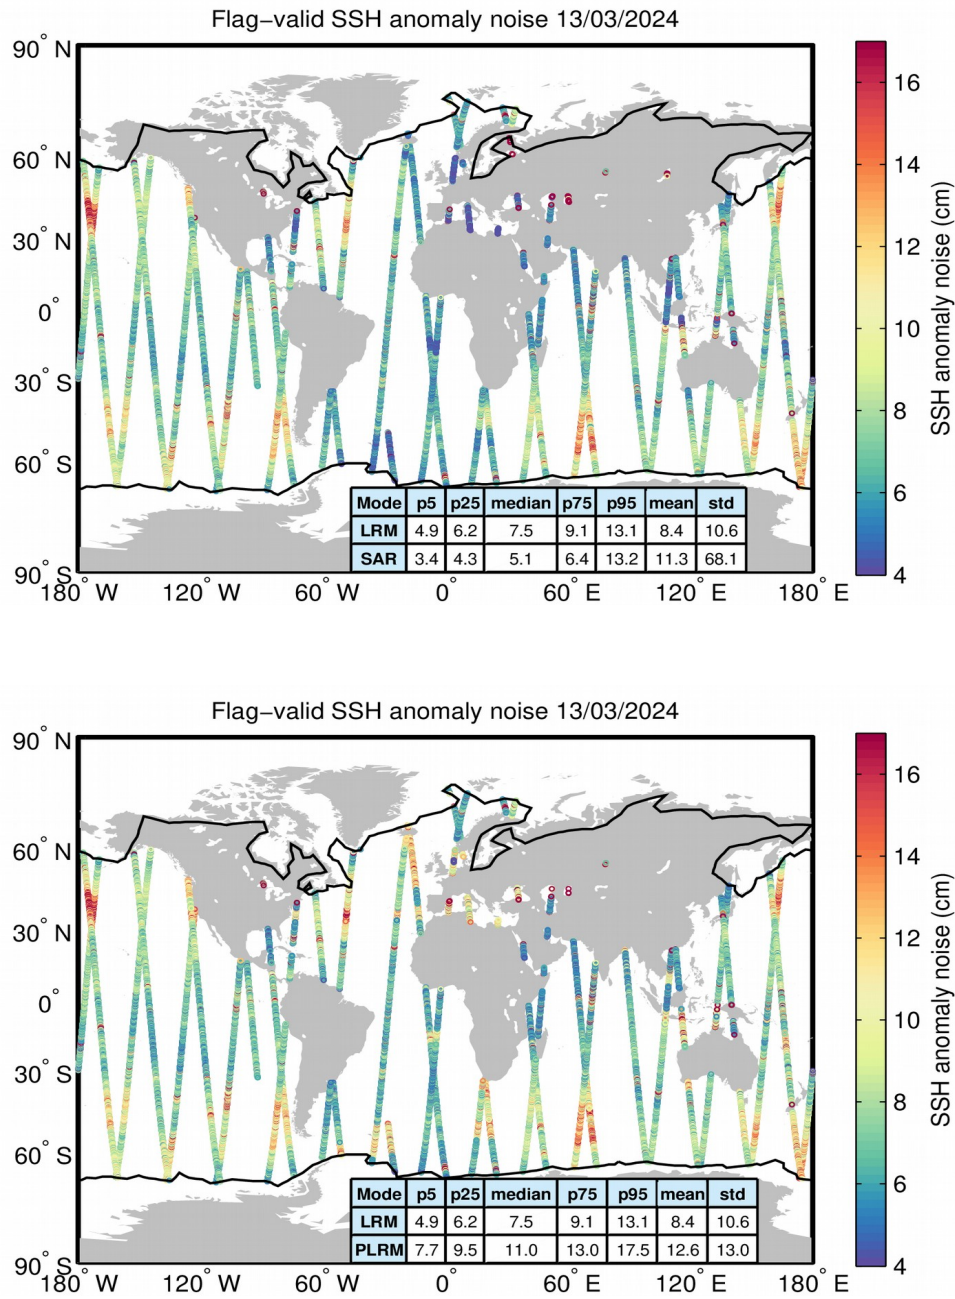 Flag−valid SSH anomaly noise 13/03/2024
90° N
60° N
30° N
0°
30° S
60° S
90° S
180° W
120° W
60° W
0°
60° E
120° E
180° E
16
14
12
10
8
6
4
SSH anomaly noise (cm)
Mode p5 p25 median p75 p95 mean std
LRM 4.9 6.2 7.5 9.1 13.1 8.4 10.6
SAR 3.4 4.3 5.1 6.4 13.2 11.3 68.1
Flag−valid SSH anomaly noise 13/03/2024
90° N
60° N
30° N
0°
30° S
60° S
90° S
180° W
120° W
60° W
0°
60° E
120° E
180° E
16
14
12
10
8
6
4
SSH anomaly noise (cm)
Mode p5 p25 median p75 p95 mean std
LRM 4.9 6.2 7.5 9.1 13.1 8.4 10.6
PLRM 7.7 9.5 11.0 13.0 17.5 12.6 13.0